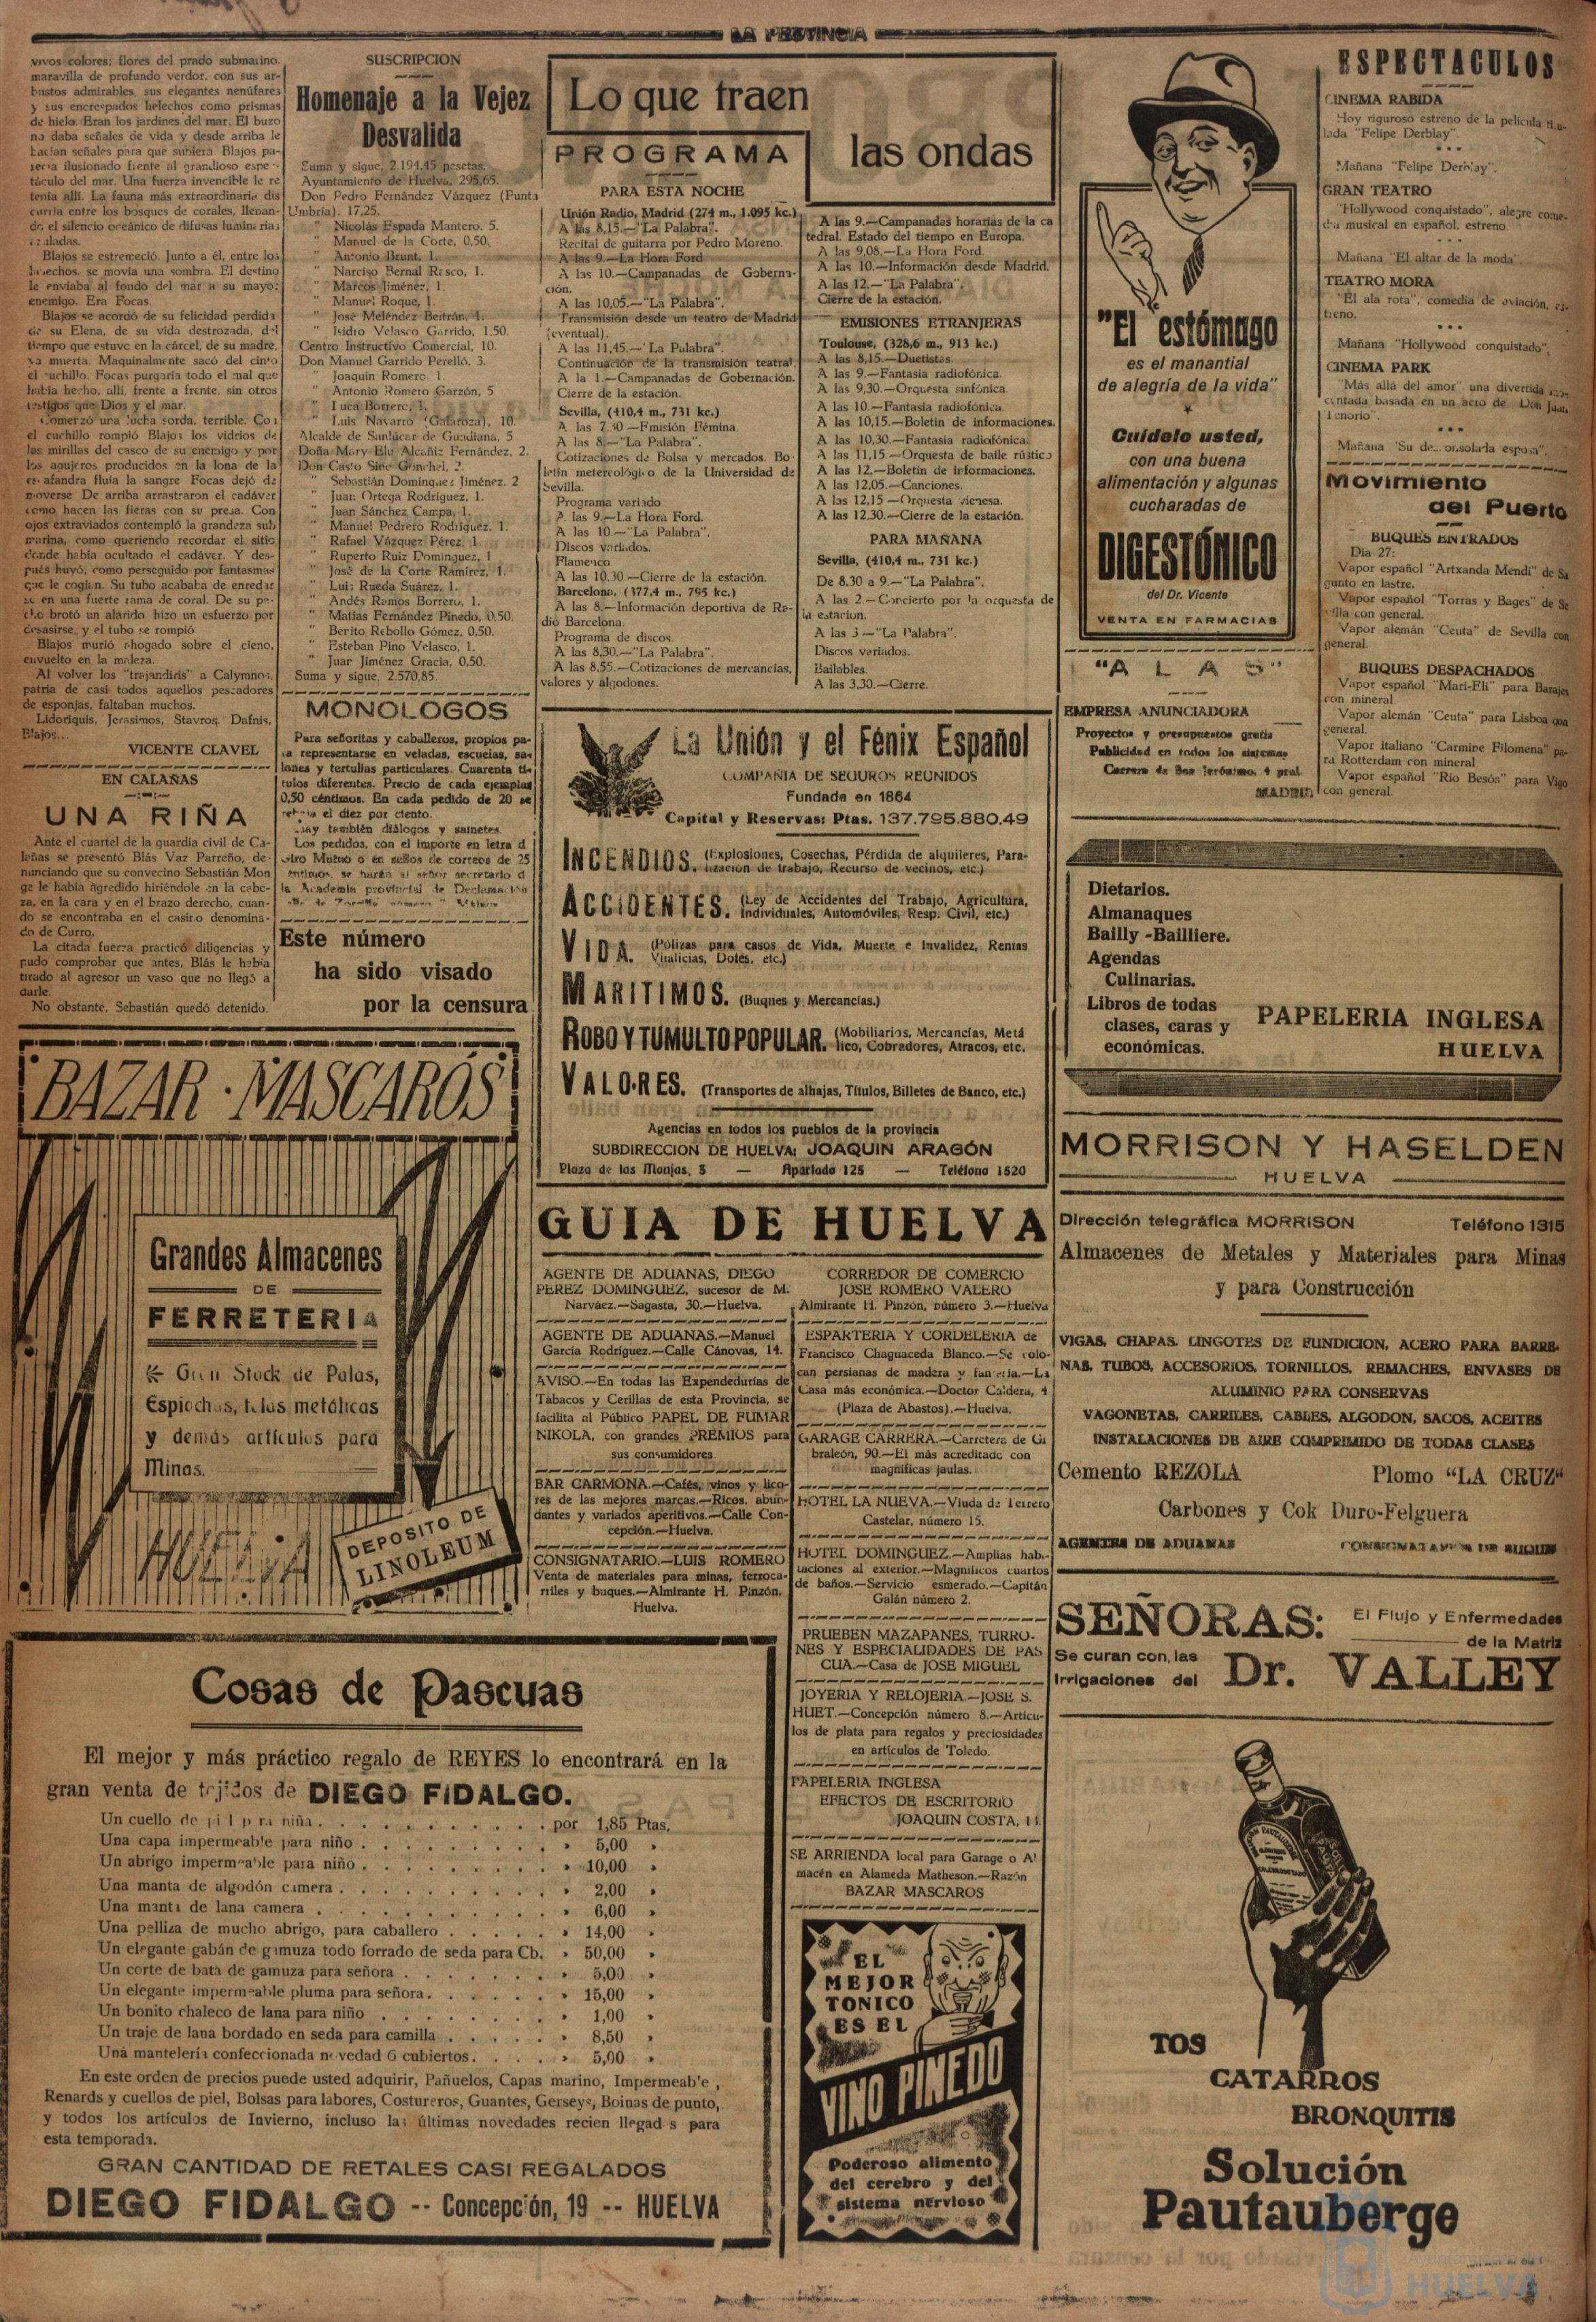 LA PROVINCIA
vivos colores; flores del prado submarino,
maravilla de profundo verdor, con sus ar-
bustos admirables, sus elegantes nenúfares
y sus encrespados helechos como prismas
de hielo. Eran los jardines del mar. El buzo
no daba señales de vida y desde arriba le
hacían señales para que subiera Blajos pa-
recía ilusionado frente al grandioso espec-
táculo del mar. Una fuerza invencible le re
tenía allí. La fauna más extraordinaria dis
curría entre los bosques de corales, llenan-
do el silencio oceánico de difusas luminarias
Blajos se estremeció. Junto a él, entre los
helechos, se movía una sombra. El destino
le enviaba al fondo del mar a su mayor
enemigo. Era Focas.
Blajos se acordó de su felicidad perdida
de su Elena, de su vida destrozada, del
tiempo que estuvo en la cárcel, de su madre,
ya muerta. Maquinalmente sacó del cinto
el cuchillo. Focas purgaría todo el mal que
había hecho, allí, frente a frente, sin otros
testigos que Dios y el mar.
Comerzó una lucha sorda, terrible. Con
el cuchillo rompió Blajos los vidrios de
las mirillas del casco de su enemigo y por
los agujeros producidos en la lona de la
escafandra fluía la sangre Focas dejó de
moverse De arriba arrastraron el cadáver
como hacen las fieras con su presa. Con
ojos extraviados contempló la grandeza sub
marina, como queriendo recordar el sitio
donde había ocultado el cadáver. Y des-
pués huyó, como perseguido por fantasmas
que le cogían. Su tubo acababa de enredar
se en una fuerte rama de coral. De su pe-
cho brotó un alarido hizo un esfuerzo por
desasirse, y el tubo se rompió
Blajos murió ahogado sobre el cieno,
envuelto en la maleza.
Al volver los "trajandiris" a Calymnos,
patria de casi todos aquellos pescadores
de esponjas, faltaban muchos.
Lidoriquis, Jerasimos, Stavros, Dafnis,
Blajos...
VICENTE CLAVEL
EN CALAÑAS
UNA RIÑA
Ante el cuartel de la guardia civil de Ca-
leñas se presentó Blás Vaz Parreño, de-
nunciando que su convecino Sebastián Mon
ge le había agredido hiriéndole en la cabe-
za, en la cara y en el brazo derecho, cuan-
do se encontraba en el casiro denomina-
do de Curro.
La citada fuerza practicó diligencias y
pudo comprobar que antes, Blás le había
tirado al agresor un vaso que no llegó a
darle.
No obstante, Sebastián quedó detenido.
SUSCRIPCION
Homenaje a la Vejez
Desvalida
Suma y sigue, 2.194,45 pesetas.
Ayuntamiento de Huelva, 295,65.
Don Pedro Fernández Vázquez (Punta
Umbría), 17,25.
" Nicolás Espada Mantero, 5.
" Manuel de la Corte, 0,50.
" Antonio Brunt, 1.
" Narciso Bernal Rasco, 1.
" Marcos Jiménez, 1.
" Manuel Roque, 1.
" José Meléndez Beltrán, 1.
" Isidro Velasco Garrido, 1,50.
Centro Instructivo Comercial, 10.
Don Manuel Garrido Perelló, 3.
" Joaquín Romero, 1.
" Antonio Romero Garzón, 5
" Luca Borrero, 1.
" Luis Navarro (Galaroza), 10.
Alcalde de Sanlúcar de Guadiana, 5
Doña Mary Elu Alcañiz Fernández, 2.
Don Casto Sinc Gonchel, 2.
" Sebastián Dominguez Jiménez, 2
" Juan Ortega Rodríguez, 1.
" Juan Sánchez Campa, 1.
" Manuel Pedrero Rodríguez, 1.
" Rafael Vázquez Pérez, 1
" Ruperto Ruiz Dominguez, 1
" José de la Corte Ramírez, 1.
" Luis Rueda Suárez, 1.
" Andés Ramos Borrero, 1.
" Matías Fernández Pinedo, 0,50.
" Berito Rebollo Gómez, 0,50.
" Esteban Pino Velasco, 1.
" Juar Jiménez Gracia, 0,50.
Suma y sigue, 2.570,85.
MONOLOGOS
Para señoritas y caballeros, propios pa-
ra representarse en veladas, escuelas, sa-
lones y tertulias particulares. Cuarenta tí-
tulos diferentes. Precio de cada ejemplar
0,50 céntimos. En cada pedido de 20 se
el diez por ciento.
Hay también diálogos y sainetes.
Los pedidos, con el importe en letra d
Giro Mutuo o en sellos de correos de 25
céntimos se harán al señor secretario d
la Academia provincial de Declamación
Este número
ha sido visado
por la censura
Lo que traen
las ondas
PROGRAMA
PARA ESTA NOCHE
Unión Radio, Madrid (274 m., 1.095 kc.)
A las 8,15.—"La Palabra".
Recital de guitarra por Pedro Moreno.
A las 9.—La Hora Ford
A las 10.—Campanadas de Goberna-
ción.
A las 10,05.—"La Palabra".
Transmisión desde un teatro de Madrid
(eventual).
A las 11,45.—"La Palabra".
Continuación de la transmisión teatral.
A la 1.—Campanadas de Gobernación.
Cierre de la estación.
Sevilla, (410,4 m., 731 kc.)
A las 7.30.—Emisión Fémina.
A las 8.—"La Palabra".
Cotizaciones de Bolsa y mercados. Bo-
letín meteorológico de la Universidad de
Sevilla.
Programa variado
A las 9.—La Hora Ford.
A las 10.—"La Palabra".
Discos variados.
Flamenco
A las 10,30.—Cierre de la estación.
Barcelona, (377,4 m., 795 kc.)
A las 8.—Información deportiva de Ra-
dió Barcelona.
Programa de discos.
A las 8,30.—"La Palabra".
A las 8,55.—Cotizaciones de mercancías,
valores y algodones.
A las 9.—Campanadas horarias de la ca
tedral. Estado del tiempo en Europa.
A las 9,08.—La Hora Ford.
A las 10.—Información desde Madrid.
A las 12.—"La Palabra".
Cierre de la estación.
EMISIONES ETRANJERAS
Toulouse, (328,6 m., 913 kc.)
A las 8,15.—Duetistas.
A las 9.—Fantasia radiofónica.
A las 9,30.—Orquesta sinfónica.
A las 10.—Fantasia radiofónica.
A las 10,15.—Boletín de informaciones.
A las 10,30.—Fantasia radiofónica.
A las 11,15.—Orquesta de baile rústico
A las 12.—Boletín de informaciones.
A las 12,05.—Canciones.
A las 12,15.—Orquesta vienesa.
A las 12,30.—Cierre de la estación.
PARA MAÑANA
Sevilla, (410,4 m., 731 kc.)
De 8,30 a 9.—"La Palabra".
A las 2.—Concierto por la orquesta de
la estacion.
A las 3.—"La Palabra".
Discos variados.
Bailables.
A las 3,30.—Cierre.
La Unión y el Fénix Español
COMPAÑIA DE SEGUROS REUNIDOS
Fundada en 1864
Capital y Reservas: Ptas. 137.795.880.49
INCENDIOS. (Explosiones, Cosechas, Pérdida de alquileres, Para-
lización de trabajo, Recurso de vecinos, etc.)
ACCIDENTES. (Ley de Accidentes del Trabajo, Agricultura,
Individuales, Automóviles, Resp. Civil, etc.)
VIDA. (Pólizas para casos de Vida, Muerte e Invalidez, Rentas
Vitalicias, Dotes, etc.)
MARITIMOS. (Buques y Mercancías.)
ROBO Y TUMULTO POPULAR. (Mobiliarios, Mercancías, Metá
lico, Cobradores, Atracos, etc.
VALORES. (Transportes de alhajas, Títulos, Billetes de Banco, etc.)
Agencias en todos los pueblos de la provincia
SUBDIRECCION DE HUELVA: JOAQUIN ARAGÓN
Plaza de las Monjas, 3 — Apartado 125 — Teléfono 1520
"El estómago
es el manantial
de alegría de la vida"
Cuídelo usted,
con una buena
alimentación y algunas
cucharadas de
DIGESTÓNICO
del Dr. Vicente
VENTA EN FARMACIAS
"ALAS"
EMPRESA ANUNCIADORA
Proyectos y presupuestos gratis
Publicidad en todos los sistemas
Carrera de San Jerónimo, 4 pral.
MADRID
ESPECTACULOS
CINEMA RABIDA
Hoy riguroso estreno de la película titu-
lada "Felipe Derblay".
Mañana "Felipe Derblay".
GRAN TEATRO
"Hollywood conquistado", alegre come-
dia musical en español, estreno.
Mañana "El altar de la moda".
TEATRO MORA
"El ala rota", comedia de aviación, es-
treno.
Mañana "Hollywood conquistado".
CINEMA PARK
"Más allá del amor", una divertida
cantada basada en un acto de Don Juan
Tenorio".
Mañana "Su desconsolada esposa".
Movimiento
del Puerto
BUQUES ENTRADOS
Dia 27:
Vapor español "Artxanda Mendi" de Sa
gunto en lastre.
Vapor español "Torras y Bages" de Se
villa con general.
Vapor alemán "Ceuta" de Sevilla con
general.
BUQUES DESPACHADOS
Vapor español "Mari-Eli" para Barajes
con mineral
Vapor alemán "Ceuta" para Lisboa con
general.
Vapor italiano "Carmine Filomena" pa-
ra Rotterdam con mineral
Vapor español "Río Besós" para Vigo
con general.
Dietarios.
Almanaques
Bailly-Bailliere.
Agendas
Culinarias.
Libros de todas
clases, caras y
económicas.
PAPELERIA INGLESA
HUELVA
MORRISON Y HASELDEN
HUELVA
Dirección telegráfica MORRISON Teléfono 1315
Almacenes de Metales y Materiales para Minas
y para Construcción
VIGAS, CHAPAS, LINGOTES DE FUNDICION, ACERO PARA BARRE-
NAS, TUBOS, ACCESORIOS, TORNILLOS, REMACHES, ENVASES DE
ALUMINIO PARA CONSERVAS
VAGONETAS, CARRILES, CABLES, ALGODON, SACOS, ACEITES
INSTALACIONES DE AIRE COMPRIMIDO DE TODAS CLASES
Cemento REZOLA Plomo "LA CRUZ"
Carbones y Cok Duro-Felguera
AGENTES DE ADUANAS CONSIGNATARIOS DE BUQUES
SEÑORAS: El Flujo y Enfermedades
de la Matriz
Se curan con, las
Irrigaciones del Dr. VALLEY
TOS
CATARROS
BRONQUITIS
Solución
Pautauberge
BAZAR · MASCARÓS
Grandes Almacenes
DE
FERRETERIA
Gran Stock de Palas,
Espiochas, telas metálicas
y demás artículos para
Minas.
HUELVA
DEPOSITO DE
LINOLEUM
GUIA DE HUELVA
AGENTE DE ADUANAS, DIEGO
PEREZ DOMINGUEZ, sucesor de M.
Narváez.—Sagasta, 30.—Huelva.
AGENTE DE ADUANAS.—Manuel
García Rodríguez.—Calle Cánovas, 14.
AVISO.—En todas las Expendedurías de
Tabacos y Cerillas de esta Provincia, se
facilita al Público PAPEL DE FUMAR
NIKOLA, con grandes PREMIOS para
sus consumidores
BAR CARMONA.—Cafés, vinos y lico-
res de las mejores marcas.—Ricos, abun-
dantes y variados aperitivos.—Calle Con-
cepción.—Huelva.
CONSIGNATARIO.—LUIS ROMERO
Venta de materiales para minas, ferroca-
rriles y buques.—Almirante H. Pinzón.
Huelva.
CORREDOR DE COMERCIO
JOSE ROMERO VALERO
Almirante H. Pinzón, número 3.—Huelva
ESPARTERIA Y CORDELERIA de
Francisco Chaguaceda Blanco.—Se colo-
can persianas de madera y fantasía.—La
Casa más económica.—Doctor Caldera, 4
(Plaza de Abastos).—Huelva.
GARAGE CARRERA.—Carretera de Gi
braleón, 90.—El más acreditado con
magníficas jaulas.
HOTEL LA NUEVA.—Viuda de Terrero
Castelar, número 15.
HOTEL DOMINGUEZ.—Amplias habi-
taciones al exterior.—Magníficos cuartos
de baños.—Servicio esmerado.—Capitán
Galán número 2.
PRUEBEN MAZAPANES, TURRO-
NES Y ESPECIALIDADES DE PAS
CUA.—Casa de JOSE MIGUEL
JOYERIA Y RELOJERIA.—JOSE S.
HUET.—Concepción número 8.—Artícu-
los de plata para regalos y preciosidades
en artículos de Toledo.
PAPELERIA INGLESA
EFECTOS DE ESCRITORIO
JOAQUIN COSTA, 11
SE ARRIENDA local para Garage o Al
macén en Alameda Matheson.—Razón
BAZAR MASCAROS
EL
MEJOR
TONICO
ES EL
VINO PINEDO
Poderoso alimento
del cerebro y del
sistema nervioso
Cosas de Pascuas
El mejor y más práctico regalo de REYES lo encontrará en la
gran venta de tejidos de DIEGO FIDALGO.
Un cuello de pi l p ra niña . . . por 1,85 Ptas.
Una capa impermeable para niño . . . » 5,00 »
Un abrigo impermeable para niño . . . » 10,00 »
Una manta de algodón camera . . . » 2,00 »
Una manta de lana camera . . . » 6,00 »
Una pelliza de mucho abrigo, para caballero . . . » 14,00 »
Un elegante gabán de gamuza todo forrado de seda para Cb. » 50,00 »
Un corte de bata de gamuza para señora . . . » 5,00 »
Un elegante impermeable pluma para señora . . . » 15,00 »
Un bonito chaleco de lana para niño . . . » 1,00 »
Un traje de lana bordado en seda para camilla . . . » 8,50 »
Una mantelería confeccionada novedad 6 cubiertos . . . » 5,00 »
En este orden de precios puede usted adquirir, Pañuelos, Capas marino, Impermeab'e,
Renards y cuellos de piel, Bolsas para labores, Costureros, Guantes, Gerseys, Boinas de punto,
y todos los artículos de Invierno, incluso las últimas novedades recien llegad s para
esta temporada.
GRAN CANTIDAD DE RETALES CASI REGALADOS
DIEGO FIDALGO -- Concepción, 19 -- HUELVA
HUELVA